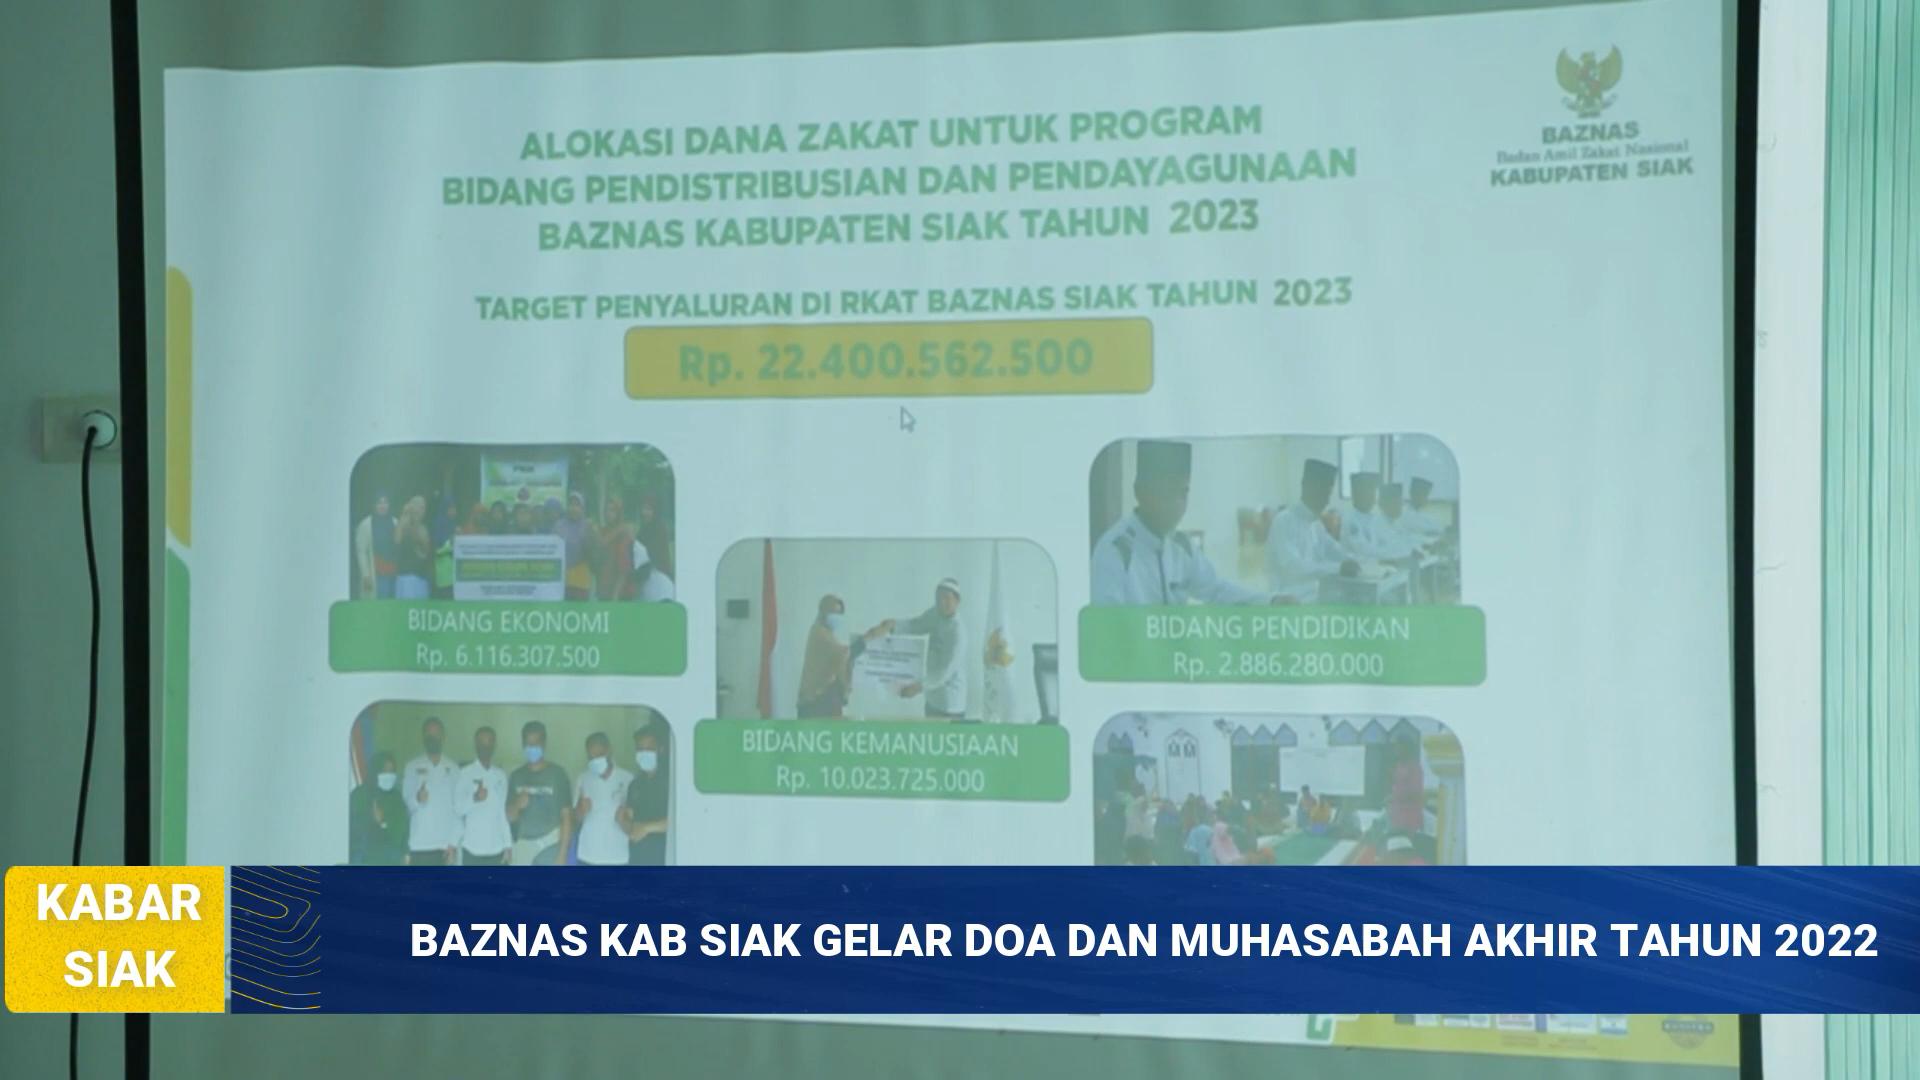 ALOKASI DANA ZAKAT UNTUK PROGRAM
BIDANG PENDISTRIBUSIAN DAN PENDAYAGUNAAN
BAZNAS KABUPATEN SIAK TAHUN 2023
BAZNAS
Badan Amil Zakat Nasional
KABUPATEN SIAK
TARGET PENYALURAN DI RKAT BAZNAS SIAK TAHUN 2023
Rp. 22.400.562.500
BIDANG EKONOMI
Rp. 6.116.307.500
BIDANG KEMANUSIAAN
Rp. 10.023.725.000
BIDANG PENDIDIKAN
Rp. 2.886.280.000
KABAR
SIAK
BAZNAS KAB SIAK GELAR DOA DAN MUHASABAH AKHIR TAHUN 2022